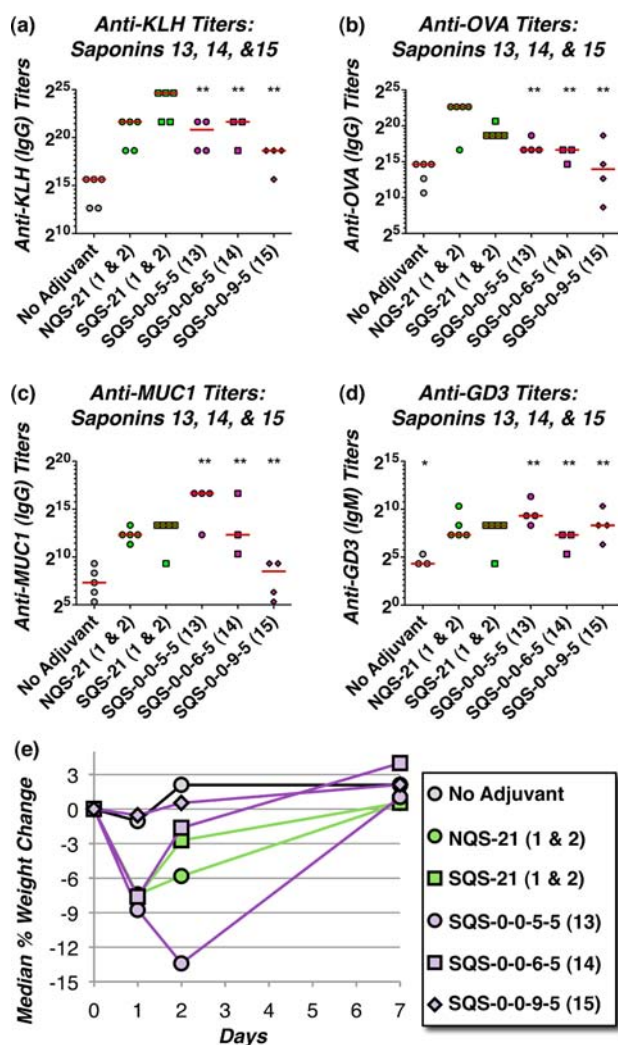 (a) Anti-KLH Titers:
Saponins 13, 14, &15
Anti-KLH (IgG) Titers
2^25
2^20
2^15
2^10
** ** **
No Adjuvant
NQS-21 (1 & 2)
SQS-21 (1 & 2)
SQS-0-0-5-5 (13)
SQS-0-0-6-5 (14)
SQS-0-0-9-5 (15)
(b) Anti-OVA Titers:
Saponins 13, 14, & 15
Anti-OVA (IgG) Titers
2^25
2^20
2^15
2^10
2^5
** ** **
No Adjuvant
NQS-21 (1 & 2)
SQS-21 (1 & 2)
SQS-0-0-5-5 (13)
SQS-0-0-6-5 (14)
SQS-0-0-9-5 (15)
(c) Anti-MUC1 Titers:
Saponins 13, 14, & 15
Anti-MUC1 (IgG) Titers
2^20
2^15
2^10
2^5
** ** **
No Adjuvant
NQS-21 (1 & 2)
SQS-21 (1 & 2)
SQS-0-0-5-5 (13)
SQS-0-0-6-5 (14)
SQS-0-0-9-5 (15)
(d) Anti-GD3 Titers:
Saponins 13, 14, & 15
Anti-GD3 (IgM) Titers
2^20
2^15
2^10
2^5
2^0
* ** ** **
No Adjuvant
NQS-21 (1 & 2)
SQS-21 (1 & 2)
SQS-0-0-5-5 (13)
SQS-0-0-6-5 (14)
SQS-0-0-9-5 (15)
(e)
Median % Weight Change
3
0
-3
-6
-9
-12
-15
0 1 2 3 4 5 6 7
Days
No Adjuvant
NQS-21 (1 & 2)
SQS-21 (1 & 2)
SQS-0-0-5-5 (13)
SQS-0-0-6-5 (14)
SQS-0-0-9-5 (15)